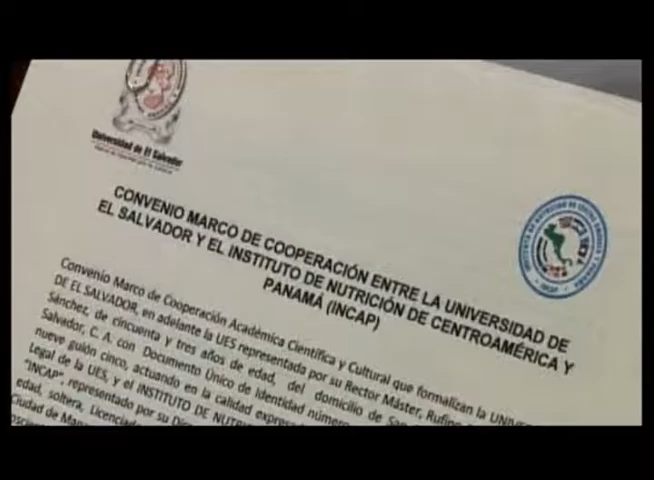 Universidad de El Salvador
CONVENIO MARCO DE COOPERACIÓN ENTRE LA UNIVERSIDAD DE
EL SALVADOR Y EL INSTITUTO DE NUTRICIÓN DE CENTROAMÉRICA Y
PANAMÁ (INCAP)
Convenio Marco de Cooperación Académica Científica y Cultural que formalizan la
DE EL SALVADOR, en adelante la UES representada por su Rector Máster, Rufino
Sánchez, de cincuenta y tres años de edad, del domicilio de San
Salvador, C. A. con Documento Único de Identidad número
nueve guión cinco, actuando en la calidad
Legal de la UES, y el INSTITUTO DE
"INCAP", representado por su
edad, soltera,
Ciudad de